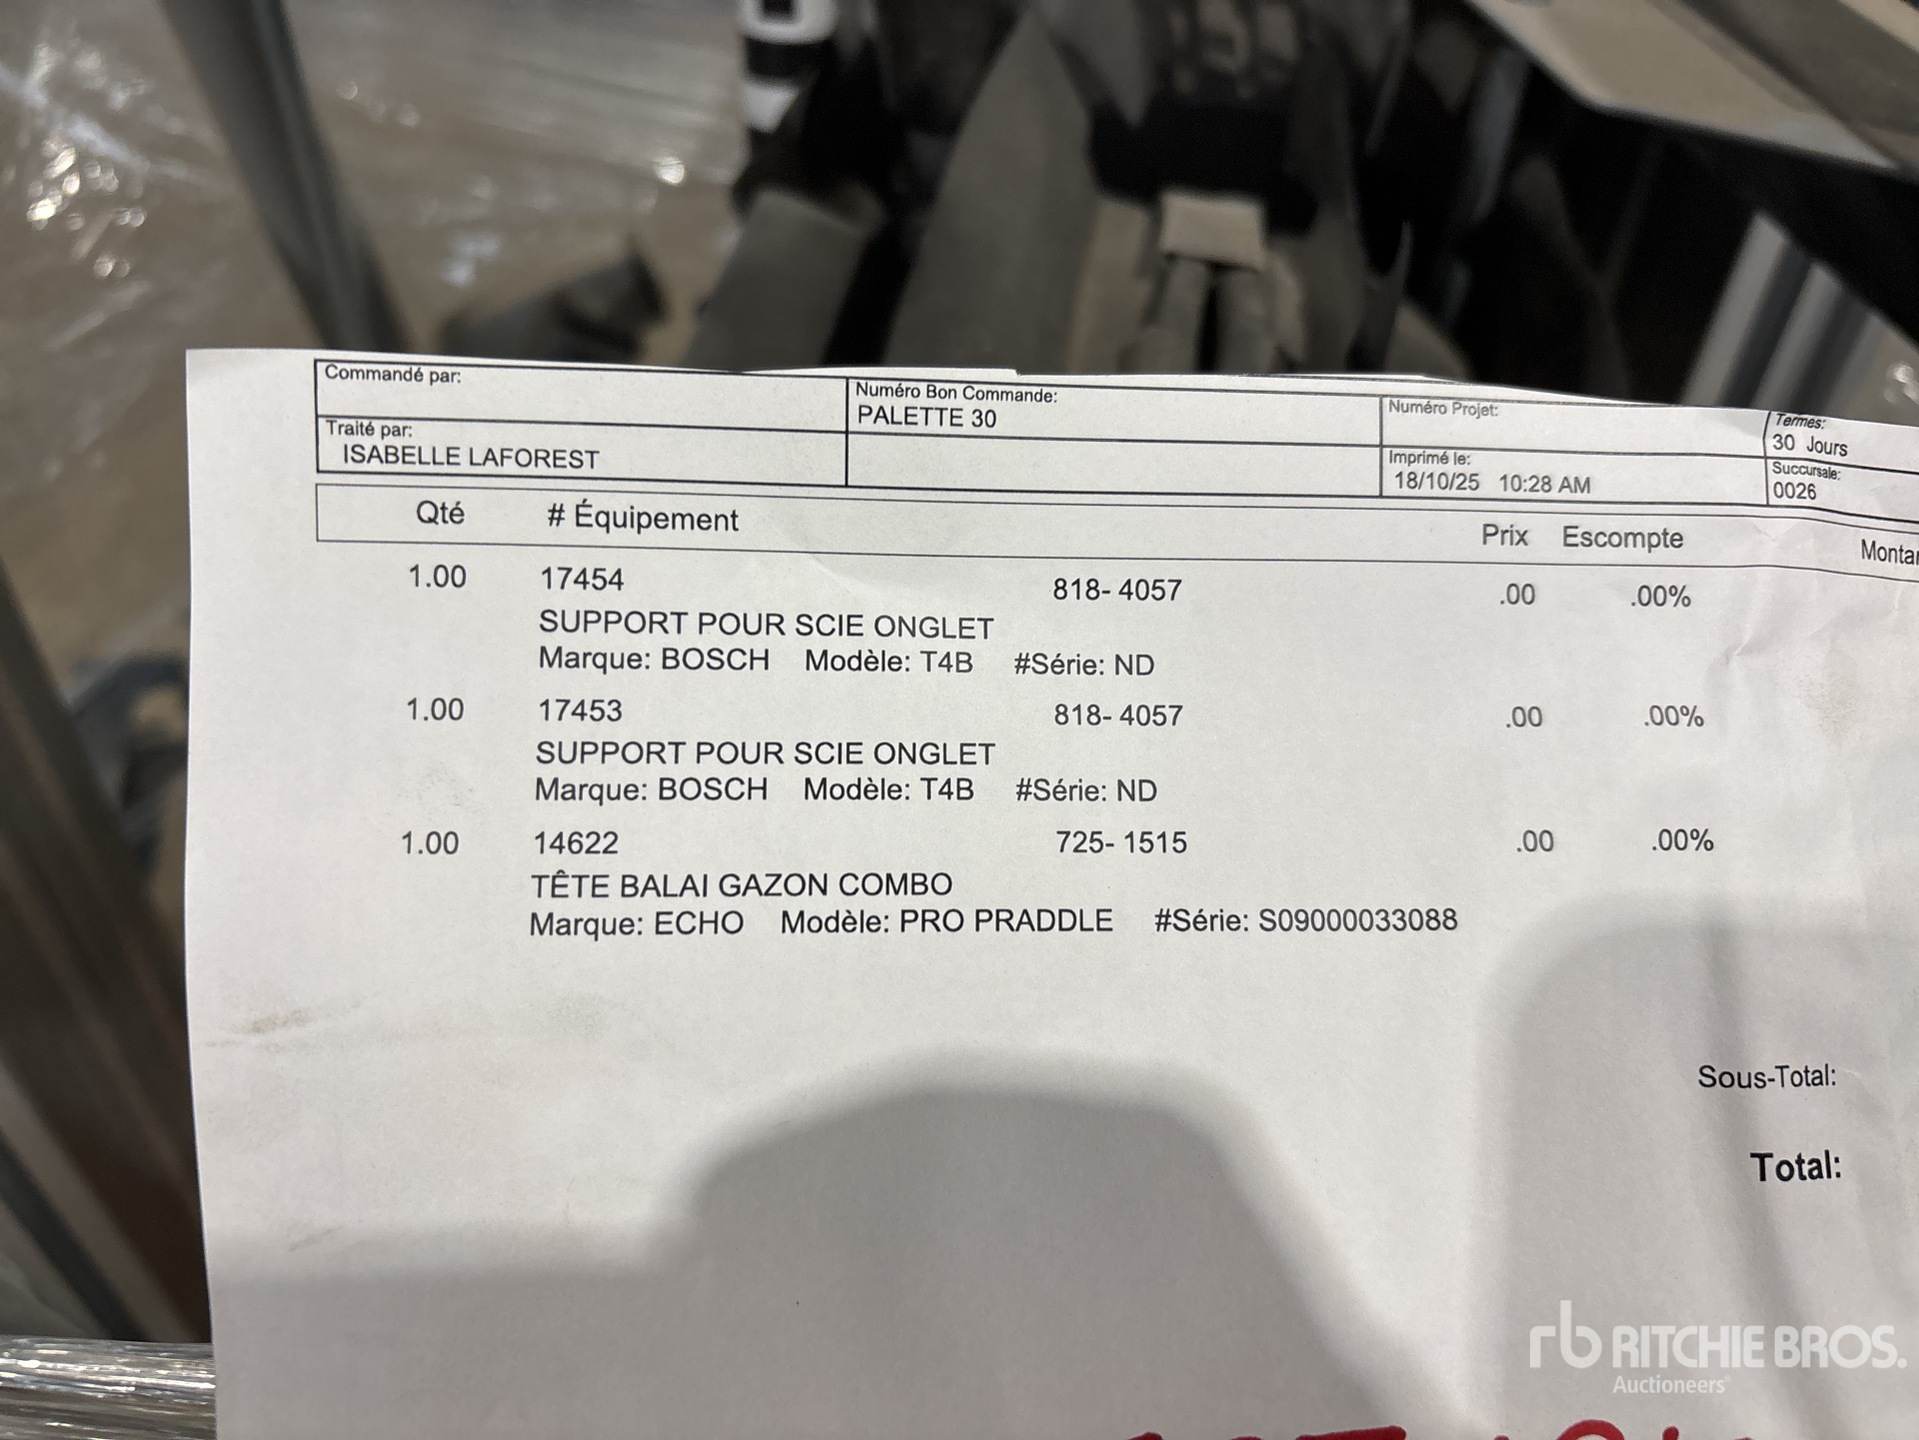 Commandé par:
Numéro Bon Commande:
PALETTE 30
Numéro Projet:
Termes:
30 Jours
Traité par:
ISABELLE LAFOREST
Imprimé le:
18/10/25 10:28 AM
Succursale:
0026
Qté # Équipement Prix Escompte
1.00 17454 818- 4057 .00 .00%
SUPPORT POUR SCIE ONGLET
Marque: BOSCH Modèle: T4B #Série: ND
1.00 17453 818- 4057 .00 .00%
SUPPORT POUR SCIE ONGLET
Marque: BOSCH Modèle: T4B #Série: ND
1.00 14622 725- 1515 .00 .00%
TÊTE BALAI GAZON COMBO
Marque: ECHO Modèle: PRO PRADDLE #Série: S09000033088
Sous-Total:
Total:
rb RITCHIE BROS.
Auctioneers